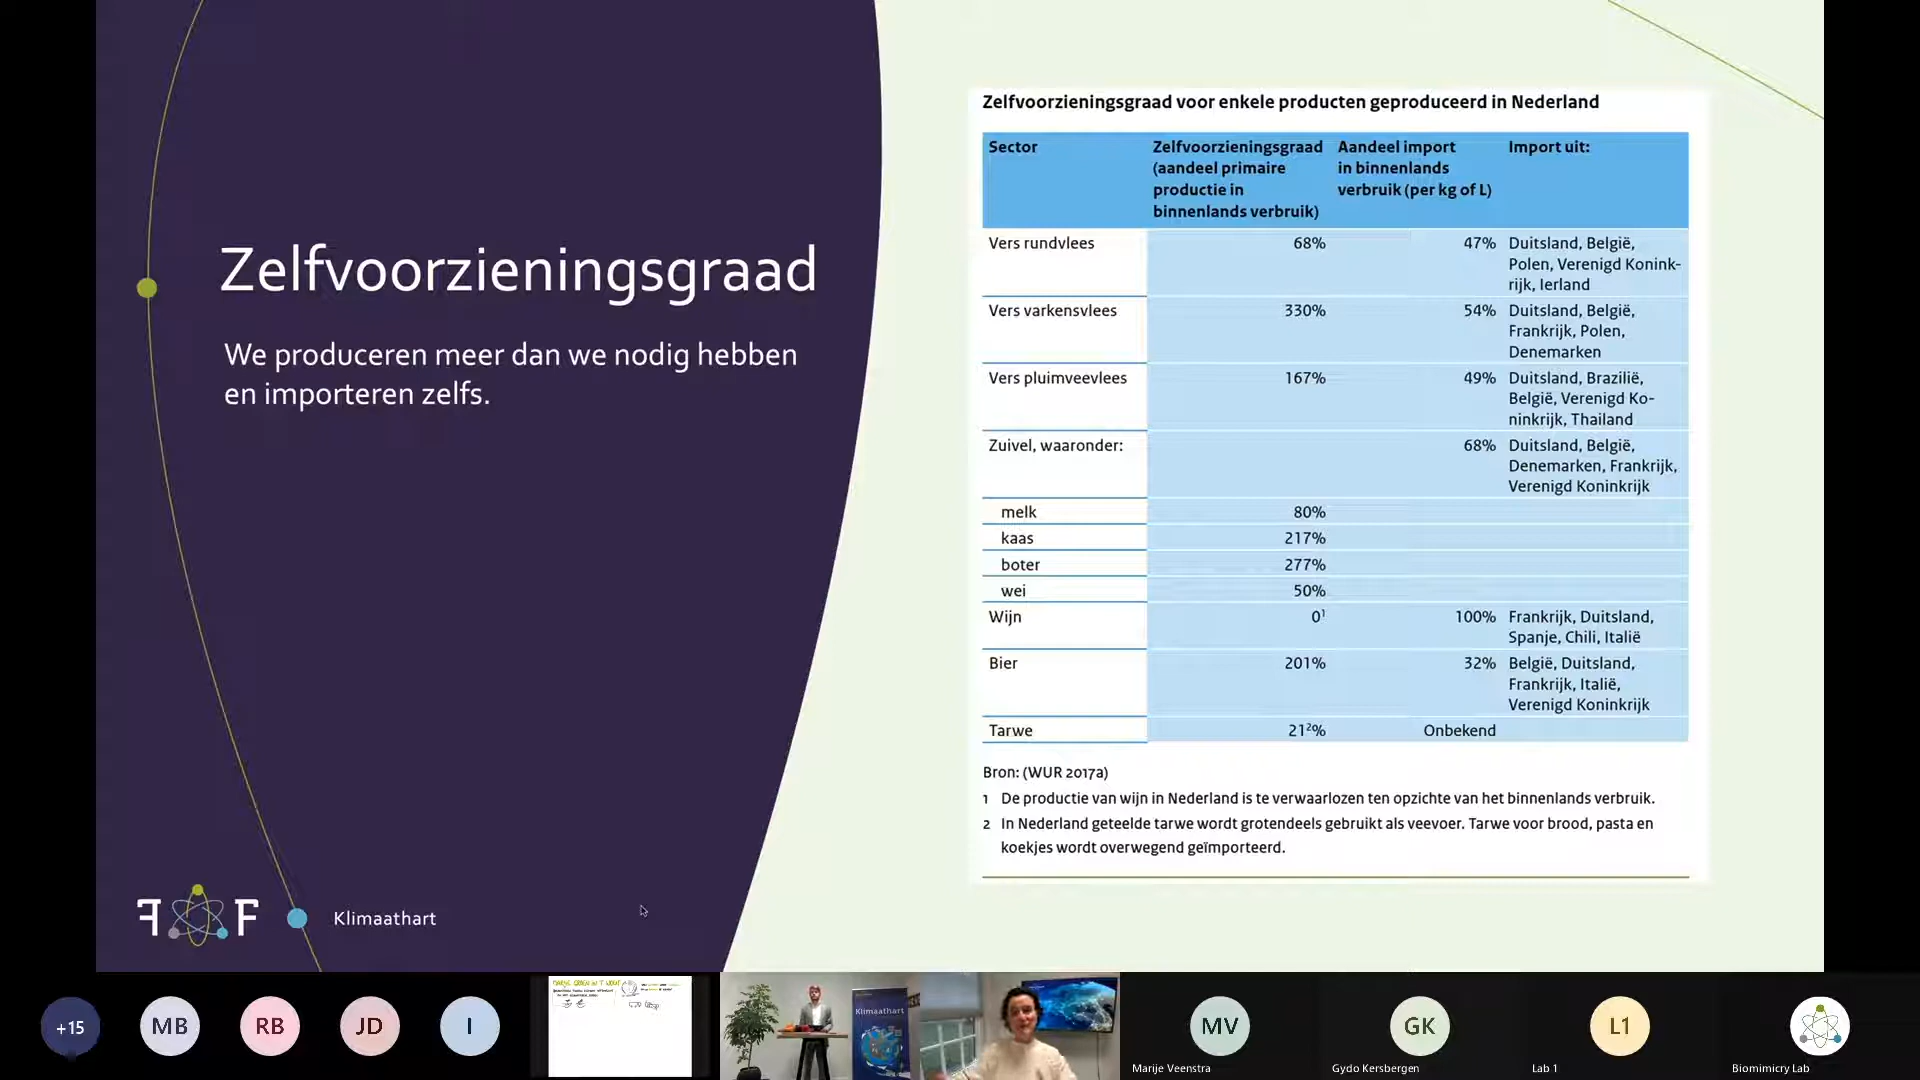 Zelfvoorzieningsgraad
We produceren meer dan we nodig hebben
en importeren zelfs.
Zelfvoorzieningsgraad voor enkele producten geproduceerd in Nederland
Sector
Zelfvoorzieningsgraad
(aandeel primaire
productie in
binnenlands verbruik)
Aandeel import
in binnenlands
verbruik (per kg of L)
Import uit:
Vers rundvlees 68% 47% Duitsland, België,
Polen, Verenigd Konink-
rijk, Ierland
Vers varkensvlees 330% 54% Duitsland, België,
Frankrijk, Polen,
Denemarken
Vers pluimveevlees 167% 49% Duitsland, Brazilië,
België, Verenigd Ko-
ninkrijk, Thailand
Zuivel, waaronder: 68% Duitsland, België,
Denemarken, Frankrijk,
Verenigd Koninkrijk
melk 80%
kaas 217%
boter 277%
wei 50%
Wijn 0¹ 100% Frankrijk, Duitsland,
Spanje, Chili, Italië
Bier 201% 32% België, Duitsland,
Frankrijk, Italië,
Verenigd Koninkrijk
Tarwe 21²% Onbekend
Bron: (WUR 2017a)
1 De productie van wijn in Nederland is te verwaarlozen ten opzichte van het binnenlands verbruik.
2 In Nederland geteelde tarwe wordt grotendeels gebruikt als veevoer. Tarwe voor brood, pasta en
koekjes wordt overwegend geïmporteerd.
F F Klimaathart
+15 MB RB JD I
Klimaathart
MV GK L1
Marije Veenstra Gydo Kersbergen Lab 1 Biomimicry Lab